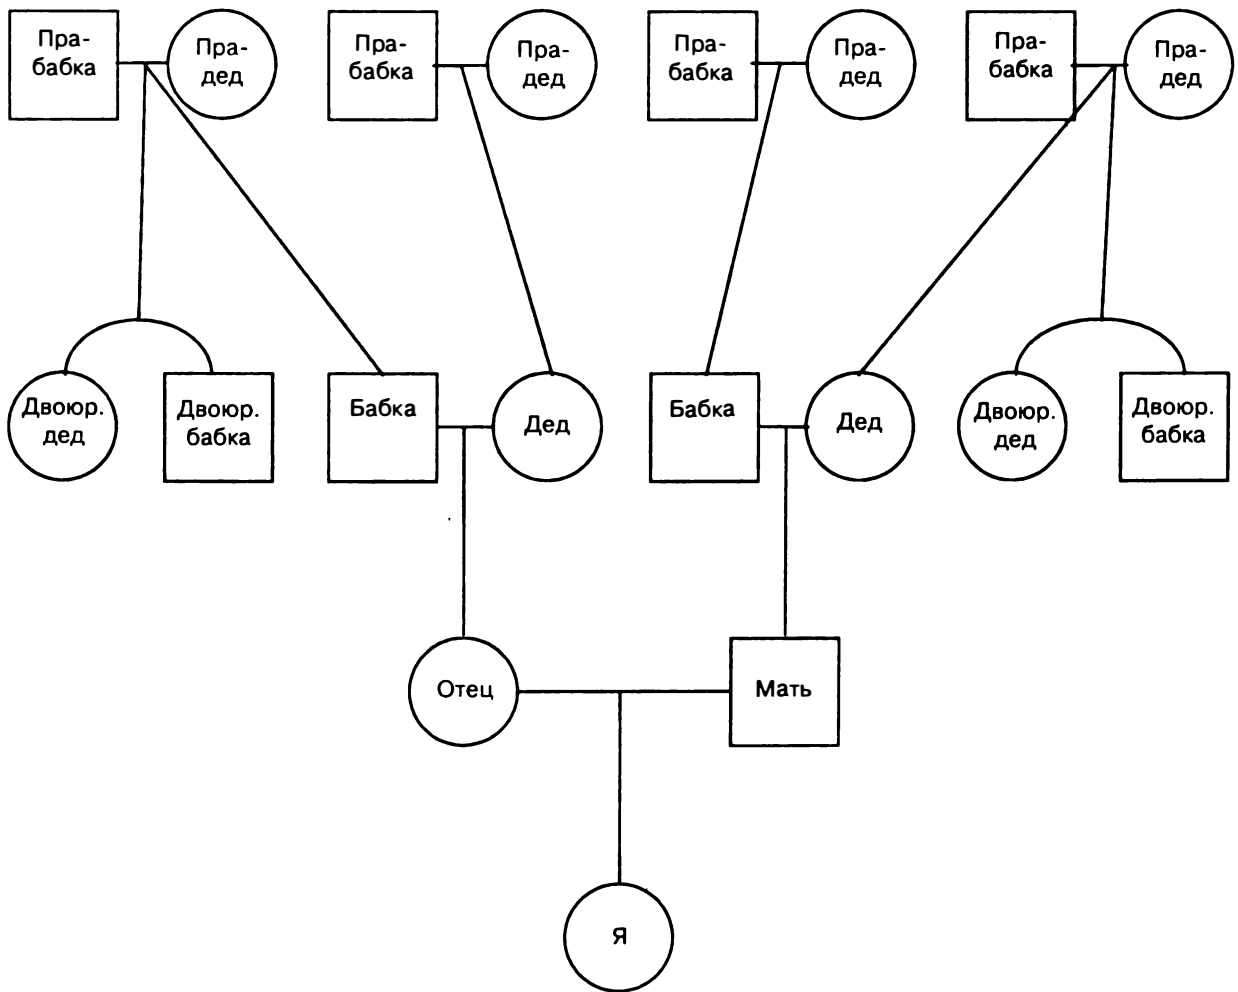 Пра-
бабка
Пра-
дед
Пра-
бабка
Пра-
дед
Пра-
бабка
Пра-
дед
Пра-
бабка
Пра-
дед
Двоюр.
дед
Двоюр.
бабка
Бабка
Дед
Бабка
Дед
Двоюр.
дед
Двоюр.
бабка
Отец
Мать
Я